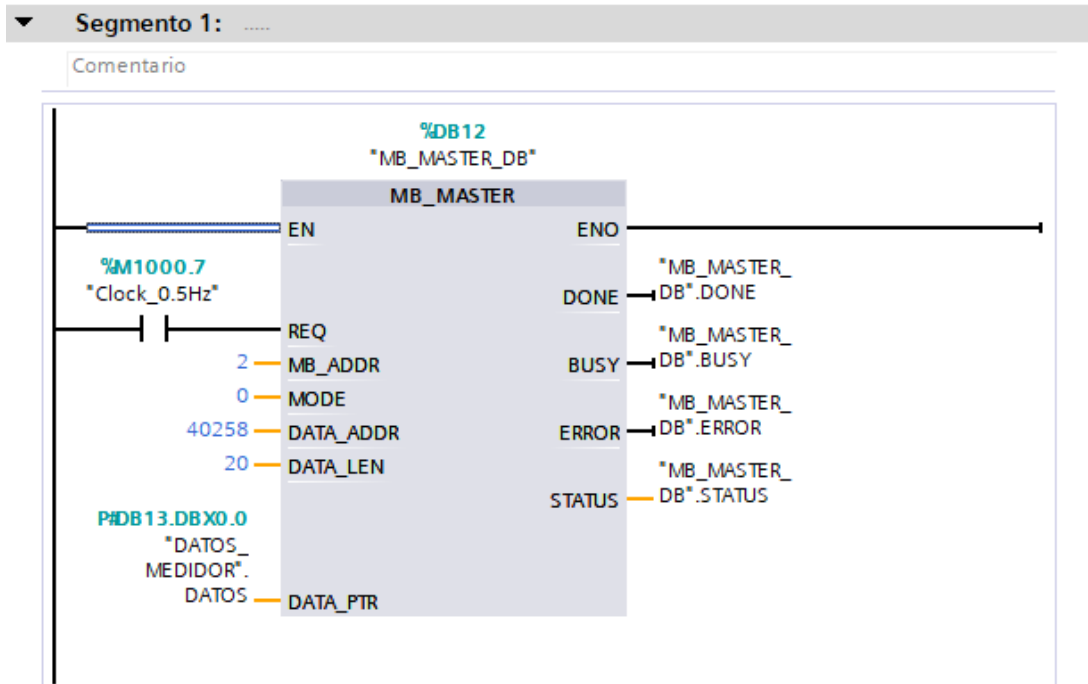 Segmento 1: .....
Comentario
%DB12
"MB_MASTER_DB"
MB_MASTER
EN
ENO
%M1000.7
"Clock_0.5Hz"
"MB_MASTER_
DONE
DB".DONE
REQ
"MB_MASTER_
2
MB_ADDR
BUSY
DB".BUSY
0
MODE
"MB_MASTER_
40258
DATA_ADDR
ERROR
DB".ERROR
20
DATA_LEN
"MB_MASTER_
STATUS
DB".STATUS
P#DB13.DBX0.0
"DATOS_
MEDIDOR".
DATOS
DATA_PTR